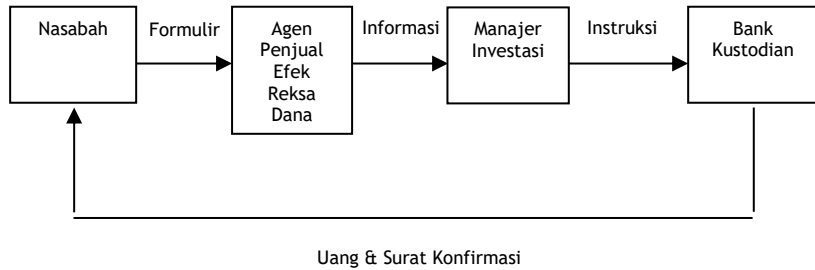 Nasabah
Formulir
Agen
Penjual
Efek
Reksa
Dana
Informasi
Manajer
Investasi
Instruksi
Bank
Kustodian
Uang & Surat Konfirmasi